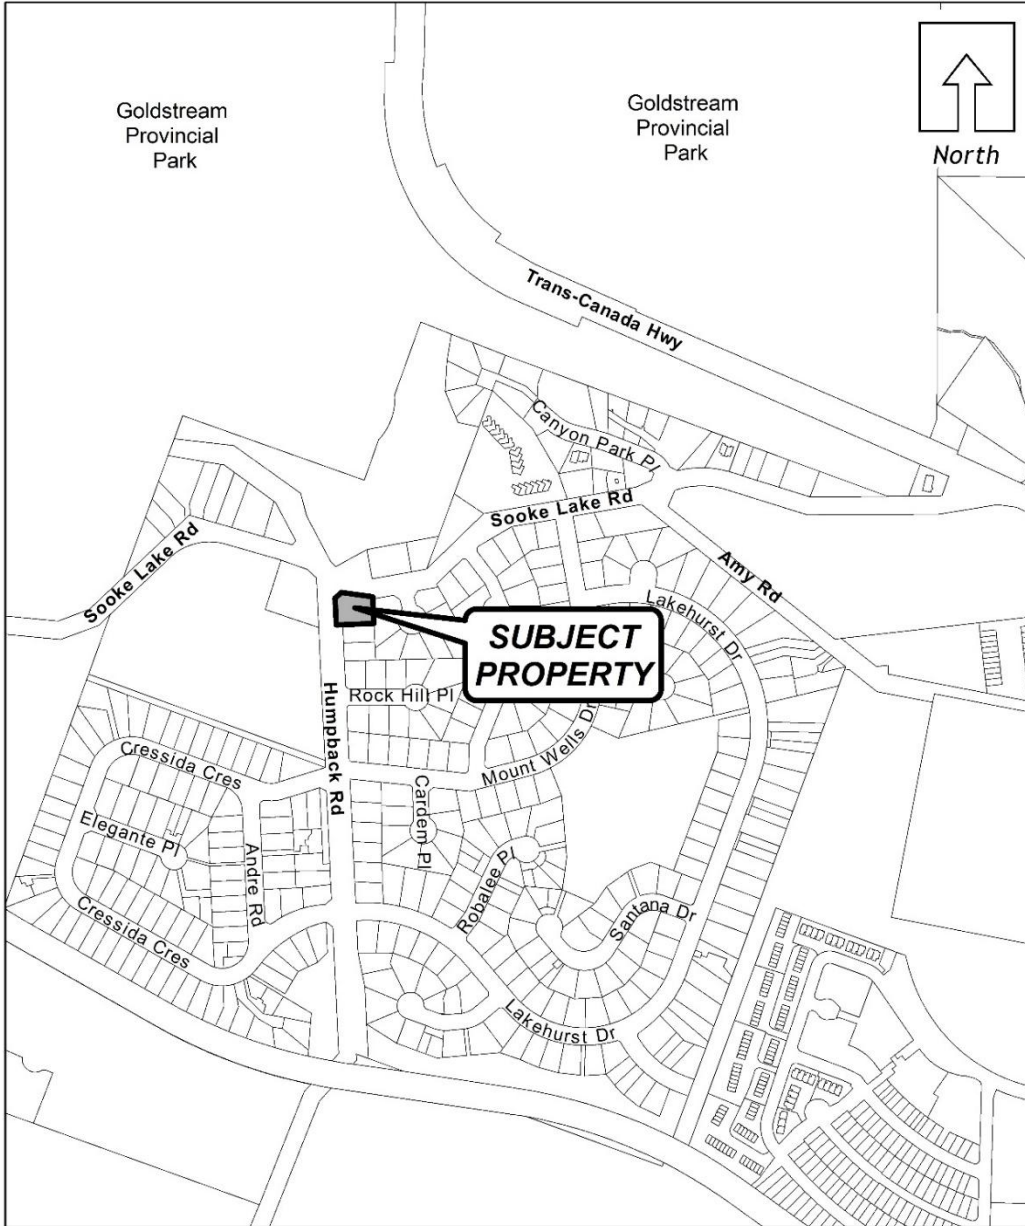 Goldstream
Provincial
Park
Goldstream
Provincial
Park
North
Trans-Canada Hwy
Canyon Park Pl
Sooke Lake Rd
Sooke Lake Rd
Amy Rd
Lakehurst Dr
SUBJECT
PROPERTY
Humpback Rd
Rock Hill Pl
Mount Wells Dr
Cressida Cres
Cardem Pl
Elegante Pl
Andre Rd
Robalee Pl
Santana Dr
Cressida Cres
Lakehurst Dr